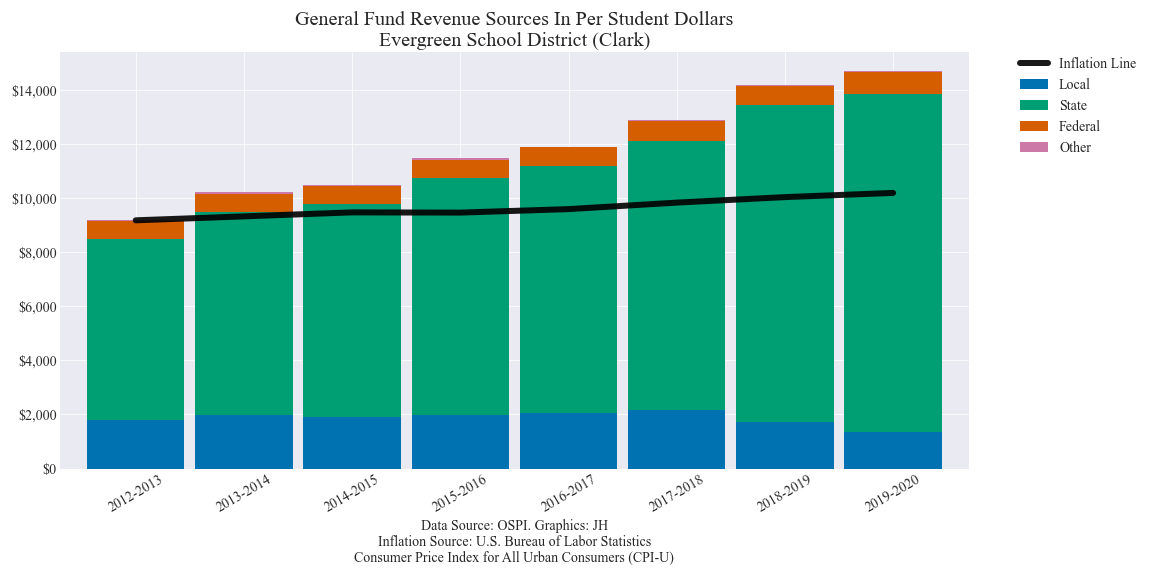 General Fund Revenue Sources In Per Student Dollars
Evergreen School District (Clark)
Inflation Line
Local
State
Federal
Other
$14,000
$12,000
$10,000
$8,000
$6,000
$4,000
$2,000
$0
2012-2013
2013-2014
2014-2015
2015-2016
2016-2017
2017-2018
2018-2019
2019-2020
Data Source: OSPI. Graphics: JH
Inflation Source: U.S. Bureau of Labor Statistics
Consumer Price Index for All Urban Consumers (CPI-U)